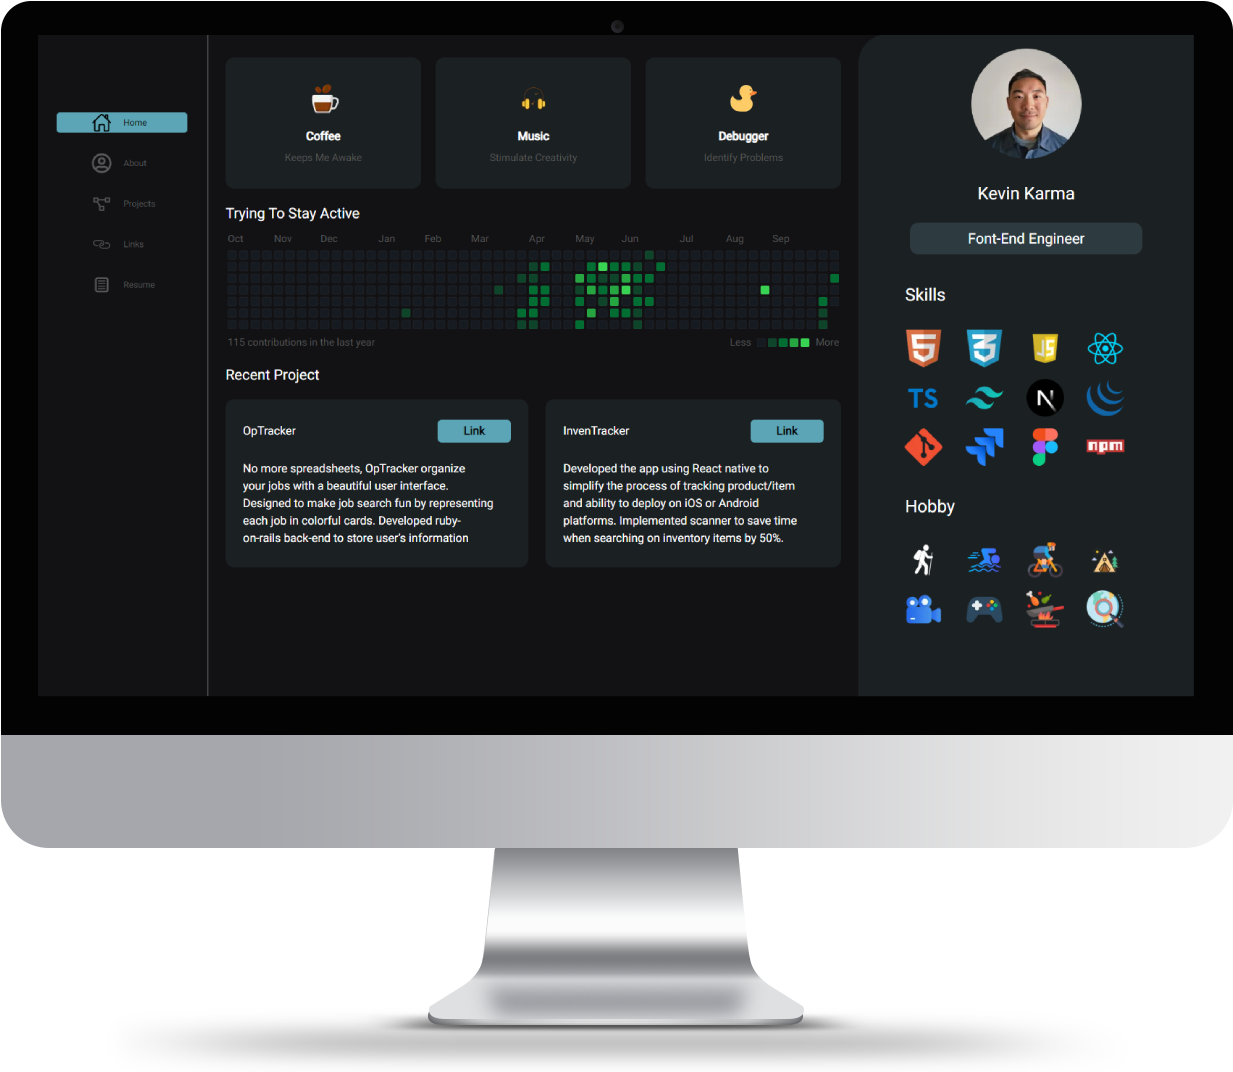 Home
About
Projects
Links
Resume
Coffee
Keeps Me Awake
Music
Stimulate Creativity
Debugger
Identify Problems
Trying To Stay Active
Oct Nov Dec Jan Feb Mar Apr May Jun Jul Aug Sep
115 contributions in the last year
Less More
Recent Project
OpTracker
Link
No more spreadsheets, OpTracker organize
your jobs with a beautiful user interface.
Designed to make job search fun by representing
each job in colorful cards. Developed ruby-
on-rails back-end to store user's information
InvenTracker
Link
Developed the app using React native to
simplify the process of tracking product/item
and ability to deploy on iOS or Android
platforms. Implemented scanner to save time
when searching on inventory items by 50%.
Kevin Karma
Font-End Engineer
Skills
5
3
JS
TS
N
npm
Hobby